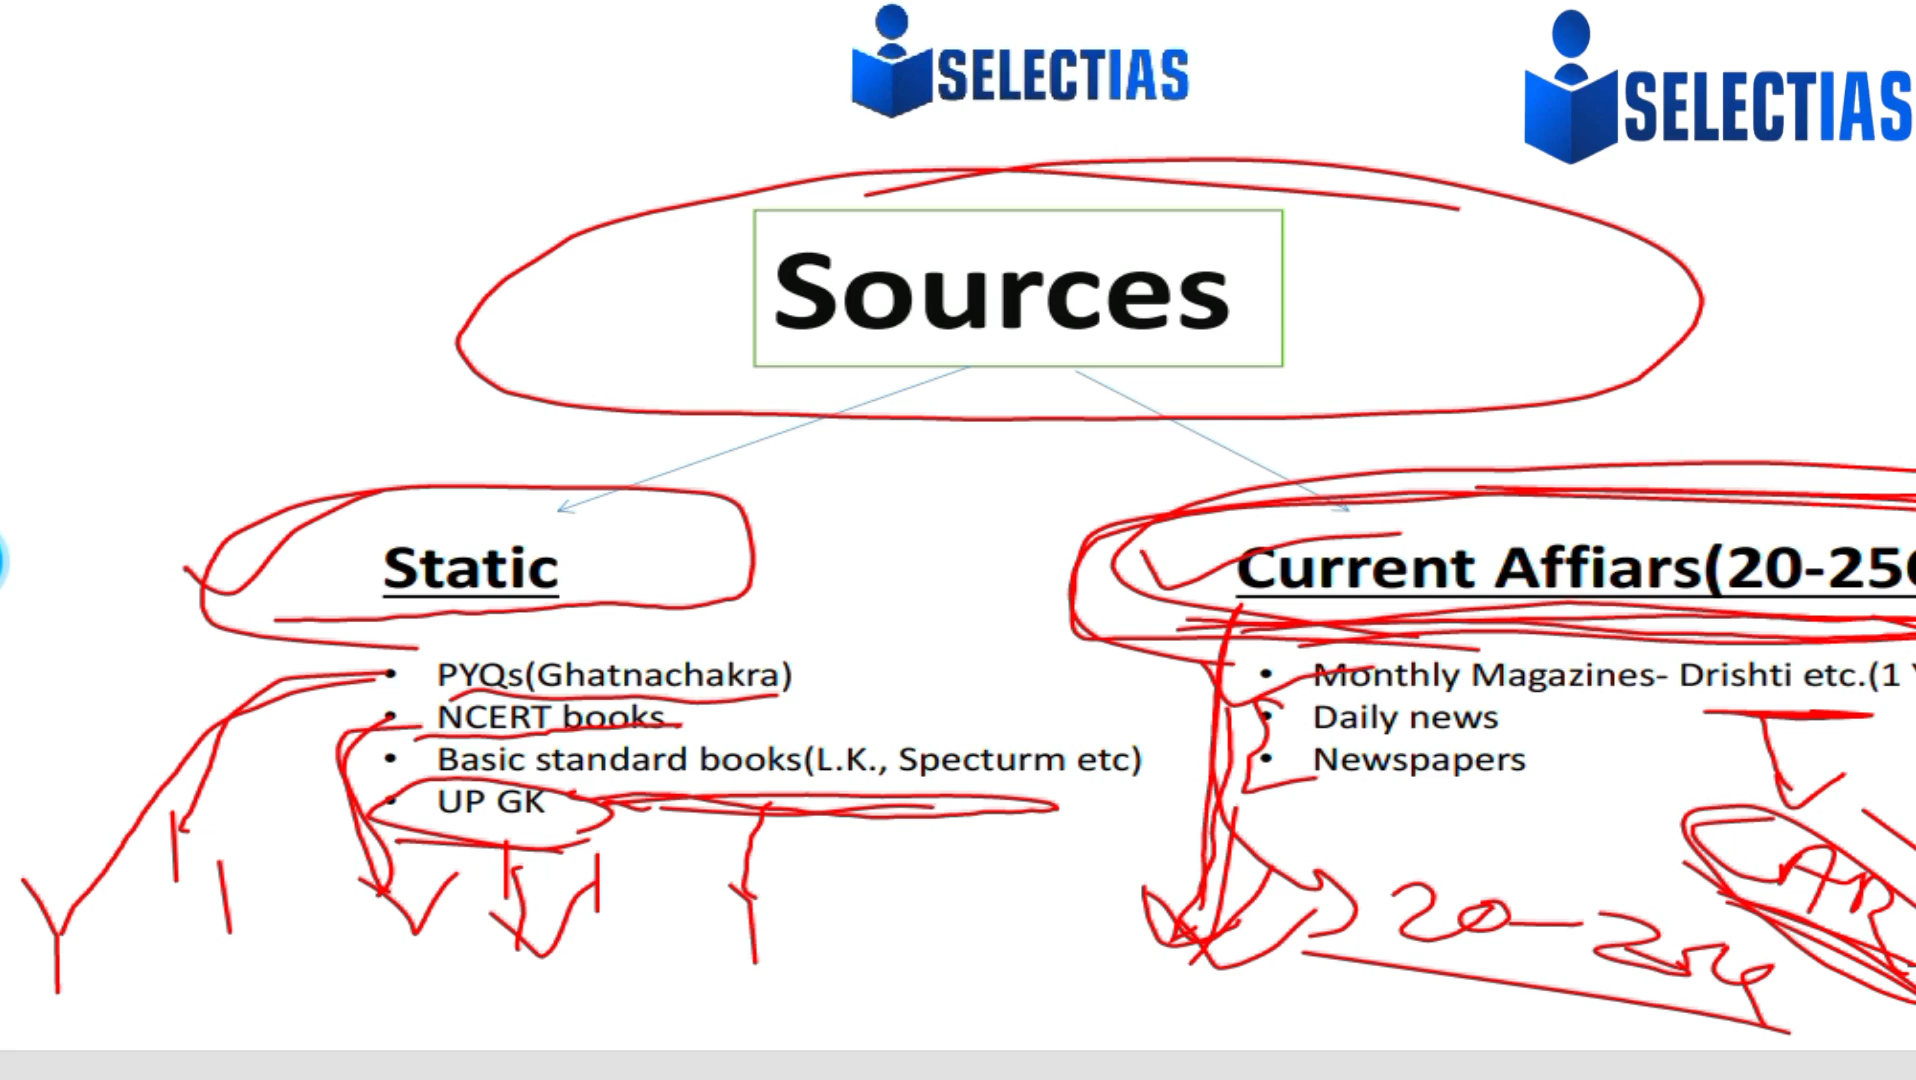 SELECTIAS
SELECTIAS
Sources
Static
Current Affiars(20-25
• PYQs(Ghatnachakra)
• NCERT books
• Basic standard books(L.K., Specturm etc)
• UP GK
• Monthly Magazines- Drishti etc.(1
• Daily news
• Newspapers
20-